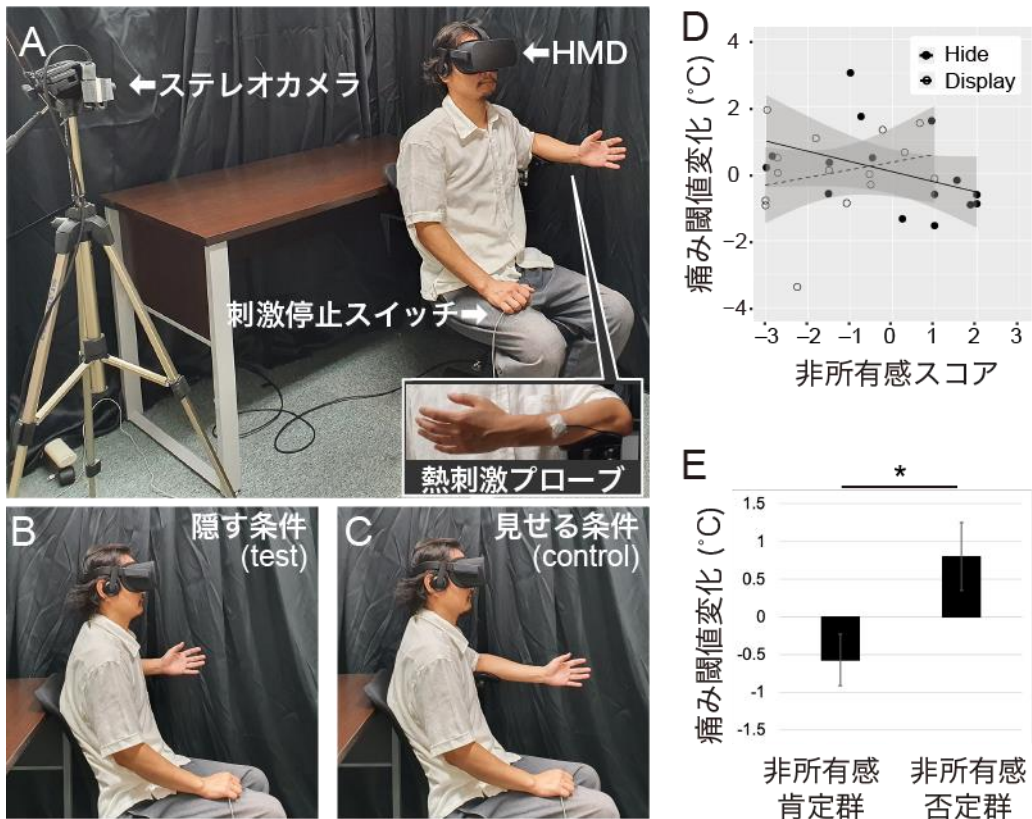 A
←HMD
←ステレオカメラ
刺激停止スイッチ➡
熱刺激プローブ
B
隠す条件
(test)
C
見せる条件
(control)
D
Hide
Display
痛み閾値変化 (°C)
4
2
0
−2
−4
−3
−2
−1
0
1
2
3
非所有感スコア
E
*
痛み閾値変化 (°C)
1.5
1
0.5
0
-0.5
-1
-1.5
非所有感
肯定群
非所有感
否定群